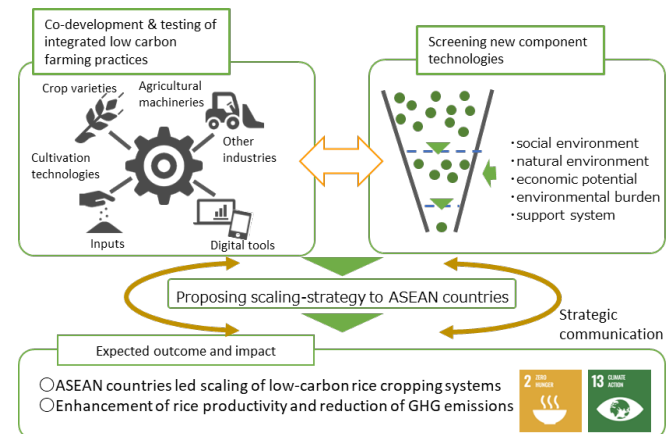 Co-development & testing of
integrated low carbon
farming practices
Crop varieties
Agricultural
machineries
Other
industries
Cultivation
technologies
Inputs
Digital tools
Screening new component
technologies
・social environment
・natural environment
・economic potential
・environmental burden
・support system
Proposing scaling-strategy to ASEAN countries
Strategic
communication
Expected outcome and impact
○ASEAN countries led scaling of low-carbon rice cropping systems
○Enhancement of rice productivity and reduction of GHG emissions
2 ZERO
HUNGER
13 CLIMATE
ACTION